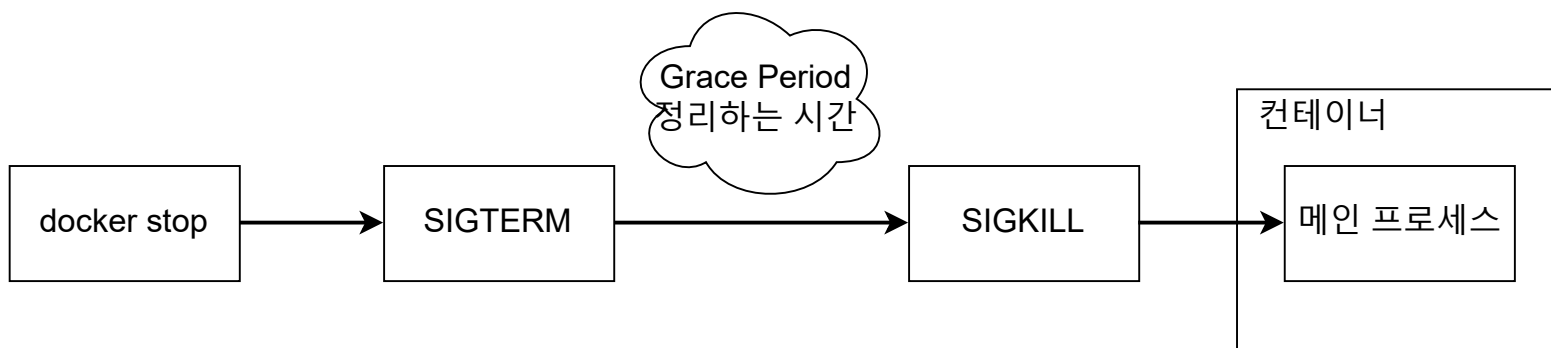 Grace Period
정리하는 시간
컨테이너
docker stop
SIGTERM
SIGKILL
메인 프로세스